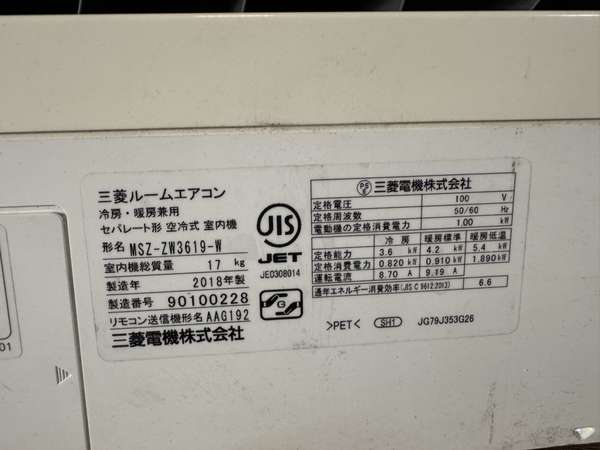 三菱ルームエアコン
冷房・暖房兼用
セパレート形 空冷式 室内機
形名 MSZ-ZW3619-W
室内機総質量 17 kg
製造年 2018年製
製造番号 90100228
リモコン送信機形名 AAG192
三菱電機株式会社
JIS
JET
JE0308014
PS
E
三菱電機株式会社
定格電圧 100 V
定格周波数 50/60 Hz
電動機の定格消費電力 1.00 kW
冷 房 暖房標準 暖房低温
定格能力 3.6 kW 4.2 kW 5.4 kW
定格消費電力 0.820 kW 0.910 kW 1.890 kW
運転電流 8.70 A 9.19 A
通年エネルギー消費効率(JIS C 9612:2013) 6.6
>PET< SH1 JG79J353G26
01